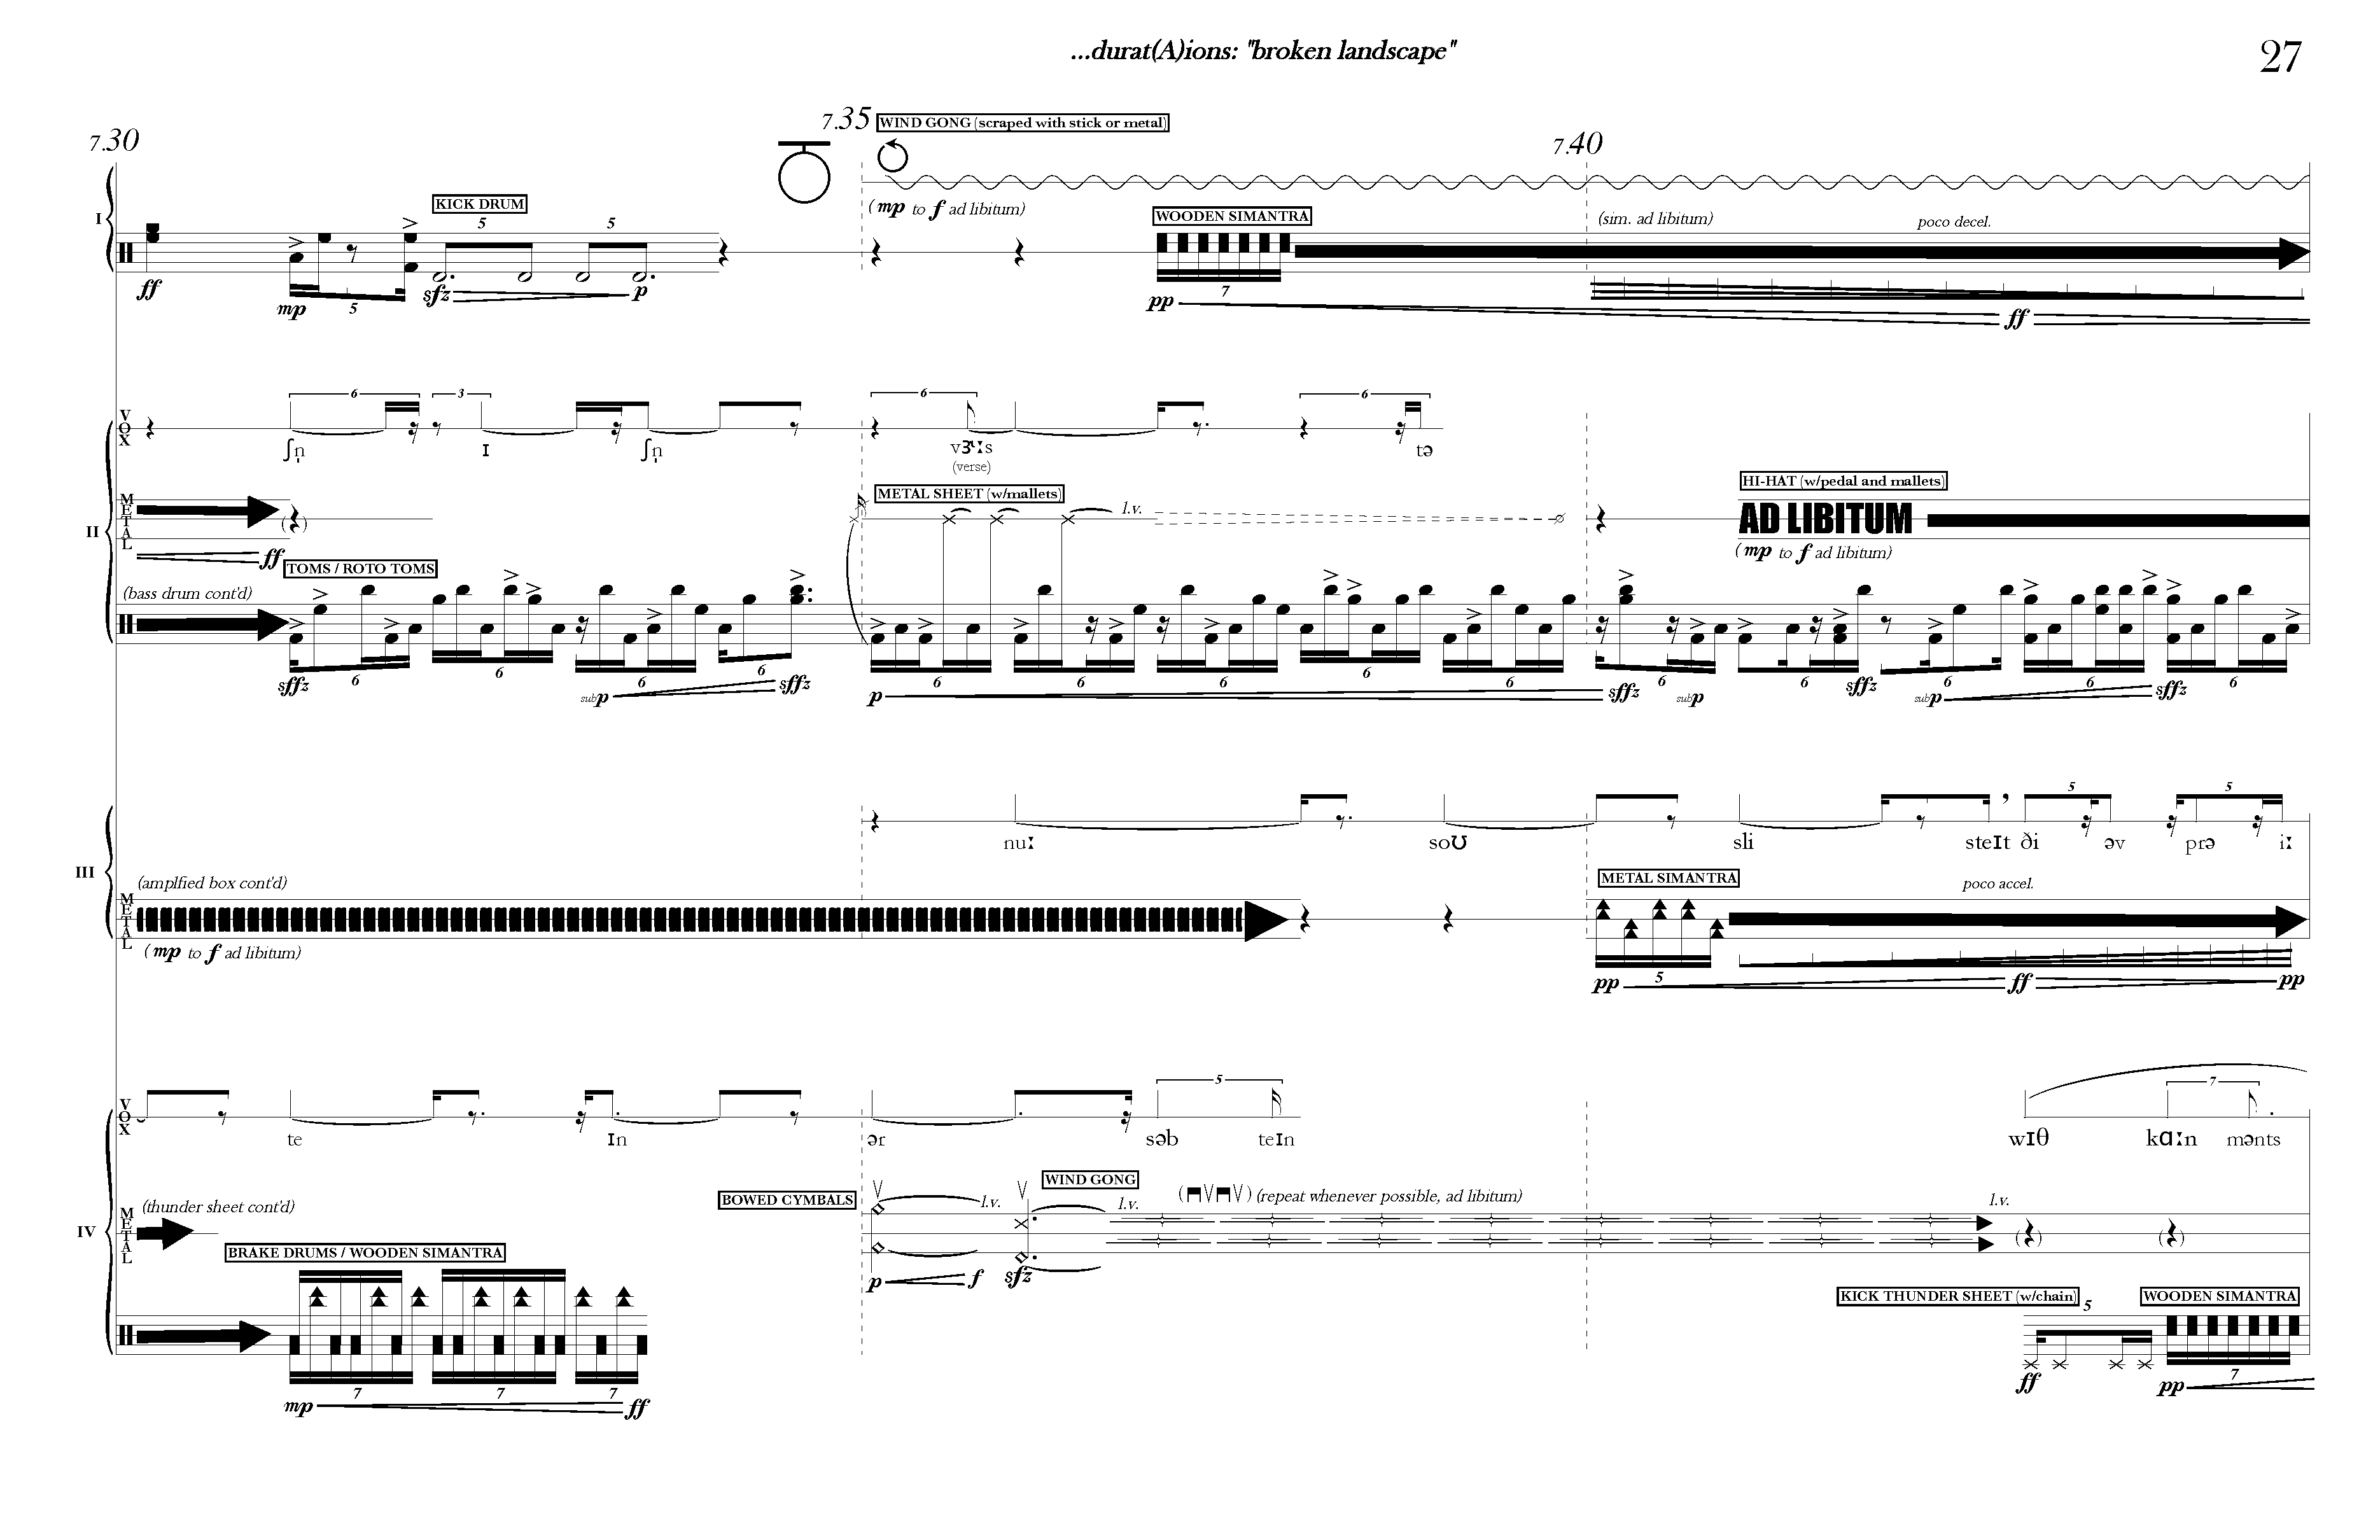 ...durat(A)ions: "broken landscape"
27
7.30
7.35
7.40
WIND GONG (scraped with stick or metal)
(mp to f ad libitum)
I
KICK DRUM
5 5
WOODEN SIMANTRA
(sim. ad libitum)
poco decel.
ff
mp
5
sfz
p
7
pp
ff
6 3 6 6
VOX
ʃn̩ ɪ ʃn̩ vɝːs tə
(verse)
II
METAL
METAL SHEET (w/mallets)
l.v.
HI-HAT (w/pedal and mallets)
AD LIBITUM
(mp to f ad libitum)
ff
TOMS / ROTO TOMS
(bass drum cont'd)
6 6 6 6 6 6 6 6 6 6 6 6 6 6
sffz
subp
sffz
p
sffz
subp
sffz
subp
sffz
5 5
nuː soʊ sli steɪt ði əv prə iː
III
(amplfied box cont'd)
METAL
(mp to f ad libitum)
METAL SIMANTRA
poco accel.
5
pp
ff
pp
5 7
VOX
te ɪn ər səb teɪn wɪθ kɑːn mənts
IV
(thunder sheet cont'd)
METAL
BOWED CYMBALS
l.v.
WIND GONG
l.v.
(repeat whenever possible, ad libitum)
l.v.
p
f
sfz
BRAKE DRUMS / WOODEN SIMANTRA
KICK THUNDER SHEET (w/chain)
5
WOODEN SIMANTRA
7 7 7
mp
ff
ff
7
pp